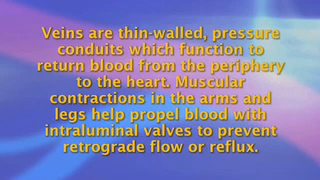 Veins are thin-walled, pressure
conduits which function to
return blood from the periphery
to the heart. Muscular
contractions in the arms and
legs help propel blood with
intraluminal valves to prevent
retrograde flow or reflux.